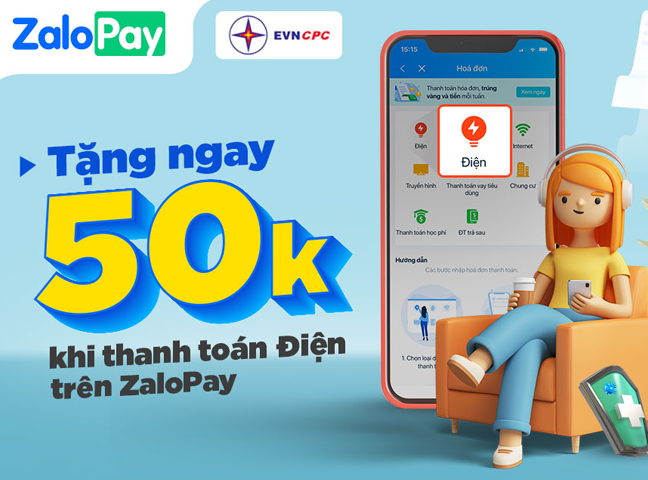 ZaloPay
EVNCPC
Tặng ngay
50k
khi thanh toán Điện
trên ZaloPay
15:15
Hoá đơn
Thanh toán hóa đơn, trúng
vàng và tiền mỗi tuần.
Xem ngay
Điện
Điện
Internet
Truyền hình
Thanh toán vay tiêu
dùng
Chung cư
Thanh toán học phí
ĐT trả sau
Hướng dẫn
Các bước nhập hoá đơn thanh toán:
1. Chọn loại d
thanh t